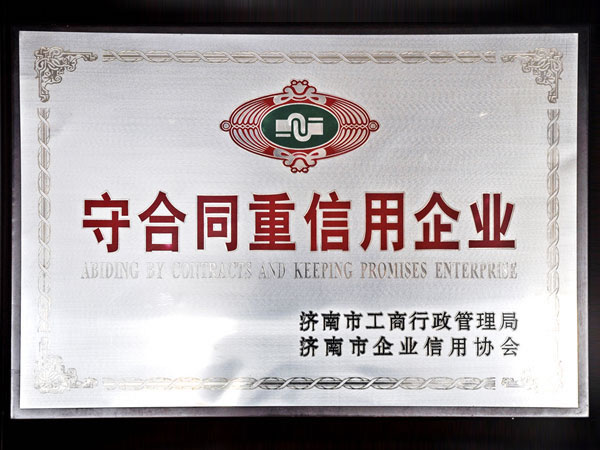 守合同重信用企业
ABIDING BY CONTRACTS AND KEEPING PROMISES ENTERPRISE
济南市工商行政管理局
济南市企业信用协会